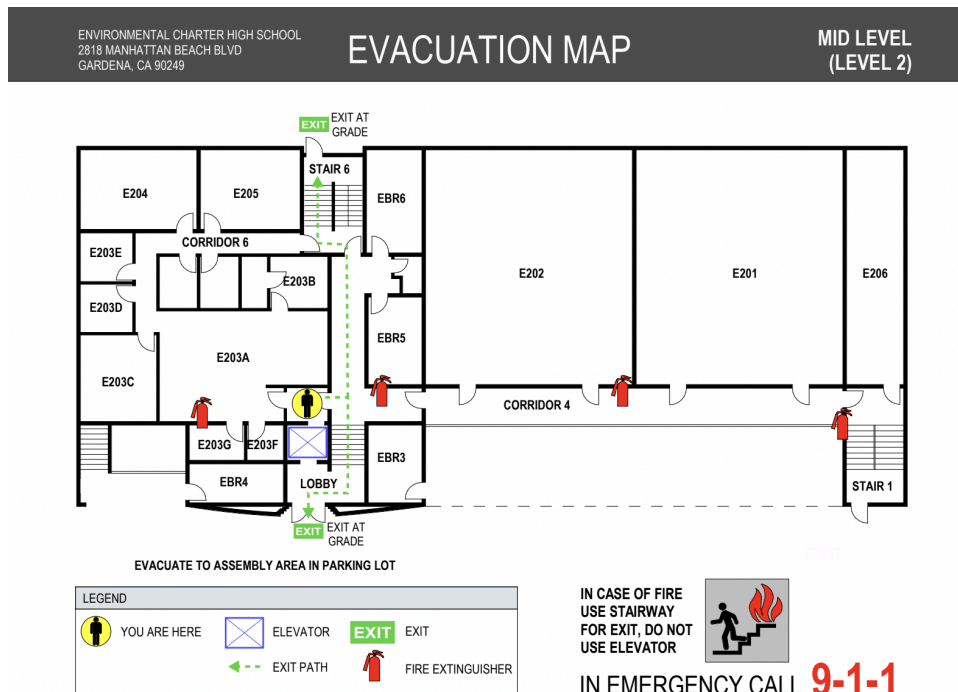 ENVIRONMENTAL CHARTER HIGH SCHOOL
2818 MANHATTAN BEACH BLVD
GARDENA, CA 90249
EVACUATION MAP
MID LEVEL
(LEVEL 2)
EXIT
EXIT AT
GRADE
STAIR 6
E204
E205
EBR6
CORRIDOR 6
E203E
E203B
E202
E201
E206
E203D
EBR5
E203A
E203C
CORRIDOR 4
E203G
E203F
EBR3
EBR4
LOBBY
STAIR 1
EXIT
EXIT AT
GRADE
EVACUATE TO ASSEMBLY AREA IN PARKING LOT
LEGEND
YOU ARE HERE
ELEVATOR
EXIT
EXIT
EXIT PATH
FIRE EXTINGUISHER
IN CASE OF FIRE
USE STAIRWAY
FOR EXIT, DO NOT
USE ELEVATOR
IN EMERGENCY CALL 9-1-1